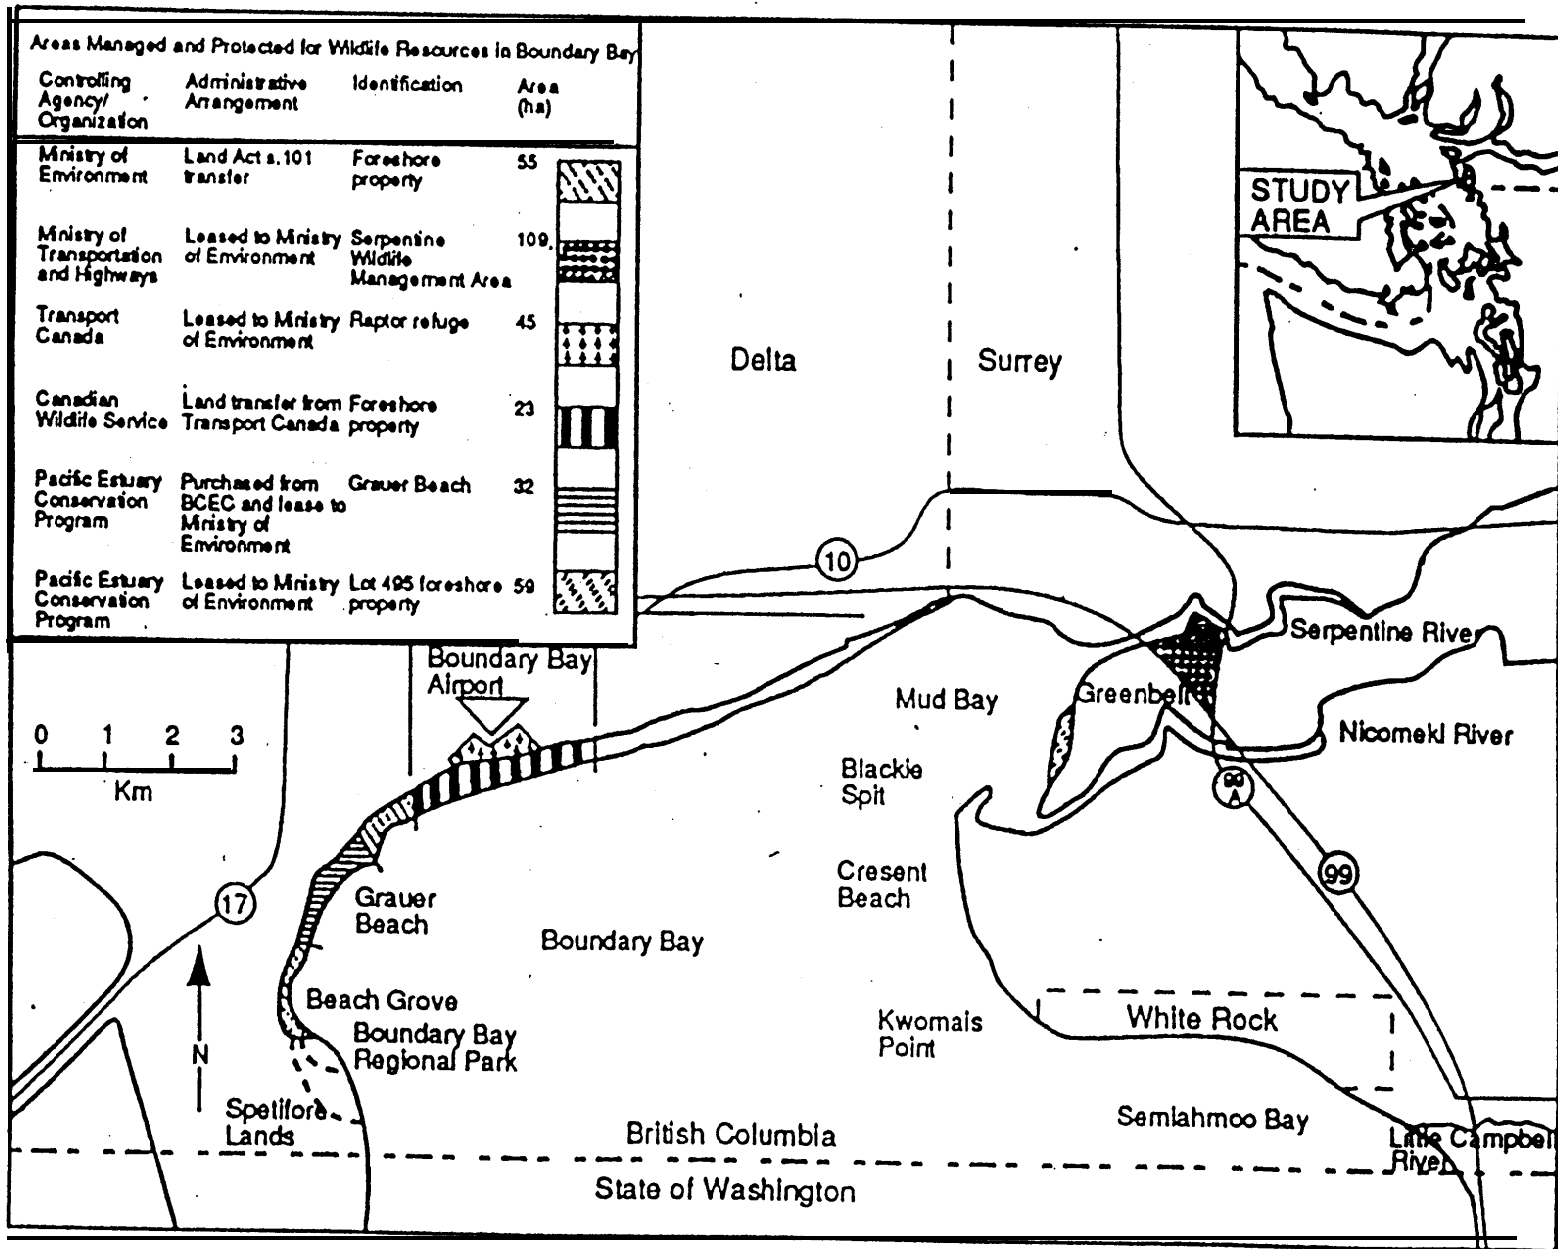 Areas Managed and Protected for Wildlife Resources in Boundary Bay
Controlling Agency/ Organization
Administrative Arrangement
Identification
Area (ha)
Ministry of Environment
Land Act s.101 transfer
Foreshore property
55
Ministry of Transportation and Highways
Leased to Ministry of Environment
Serpentine Wildlife Management Area
109
Transport Canada
Leased to Ministry of Environment
Raptor refuge
45
Canadian Wildlife Service
Land transfer from Transport Canada
Foreshore property
23
Pacific Estuary Conservation Program
Purchased from BCEC and lease to Ministry of Environment
Grauer Beach
32
Pacific Estuary Conservation Program
Leased to Ministry of Environment
Lot 495 foreshore property
59
STUDY
AREA
Delta
Surrey
10
Serpentine River
Boundary Bay
Airport
Mud Bay
Greenbelt
Nicomekl River
0 1 2 3
Km
Blackie
Spit
99
A
Cresent
Beach
99
17
Grauer
Beach
Boundary Bay
Beach Grove
Boundary Bay
Regional Park
Kwomais
Point
White Rock
N
Spetifore
Lands
Semiahmoo Bay
British Columbia
Little Campbell
River
State of Washington